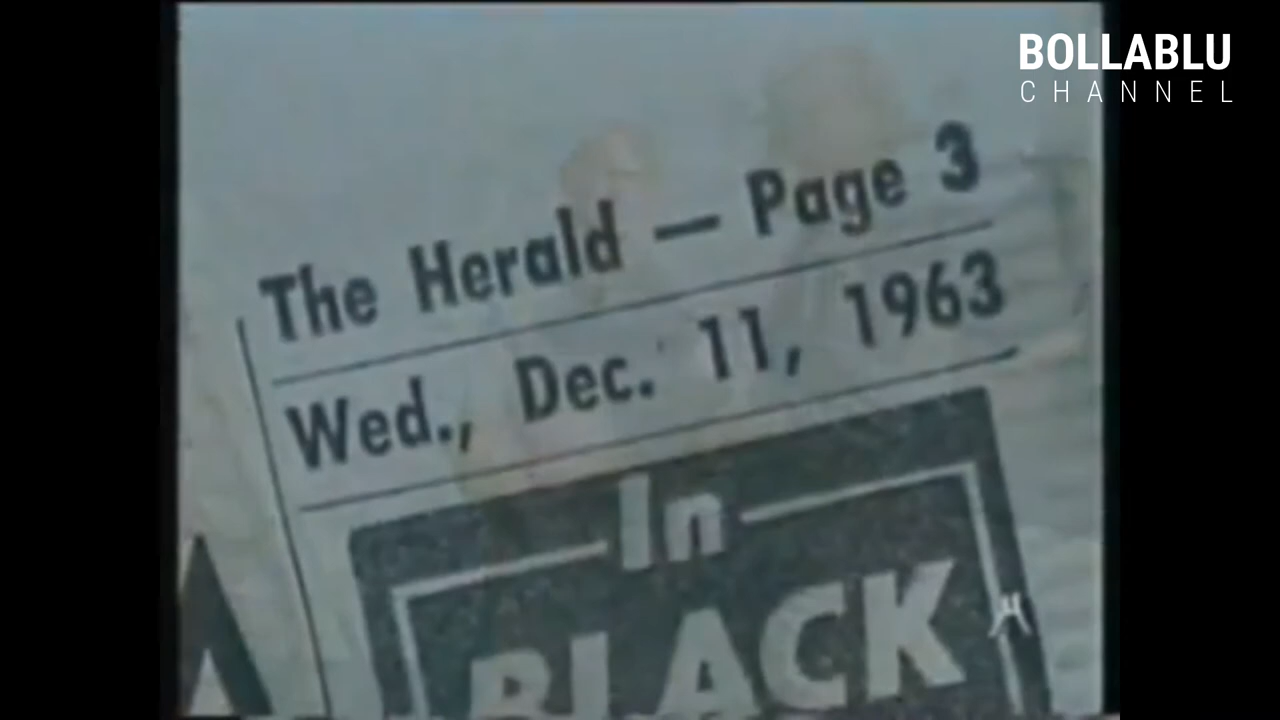 BOLLABLU
CHANNEL
The Herald — Page 3
Wed., Dec. 11, 1963
In
BLACK